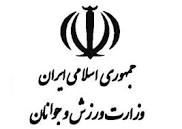 جمهوری اسلامی ایران
وزارت ورزش و جوانان